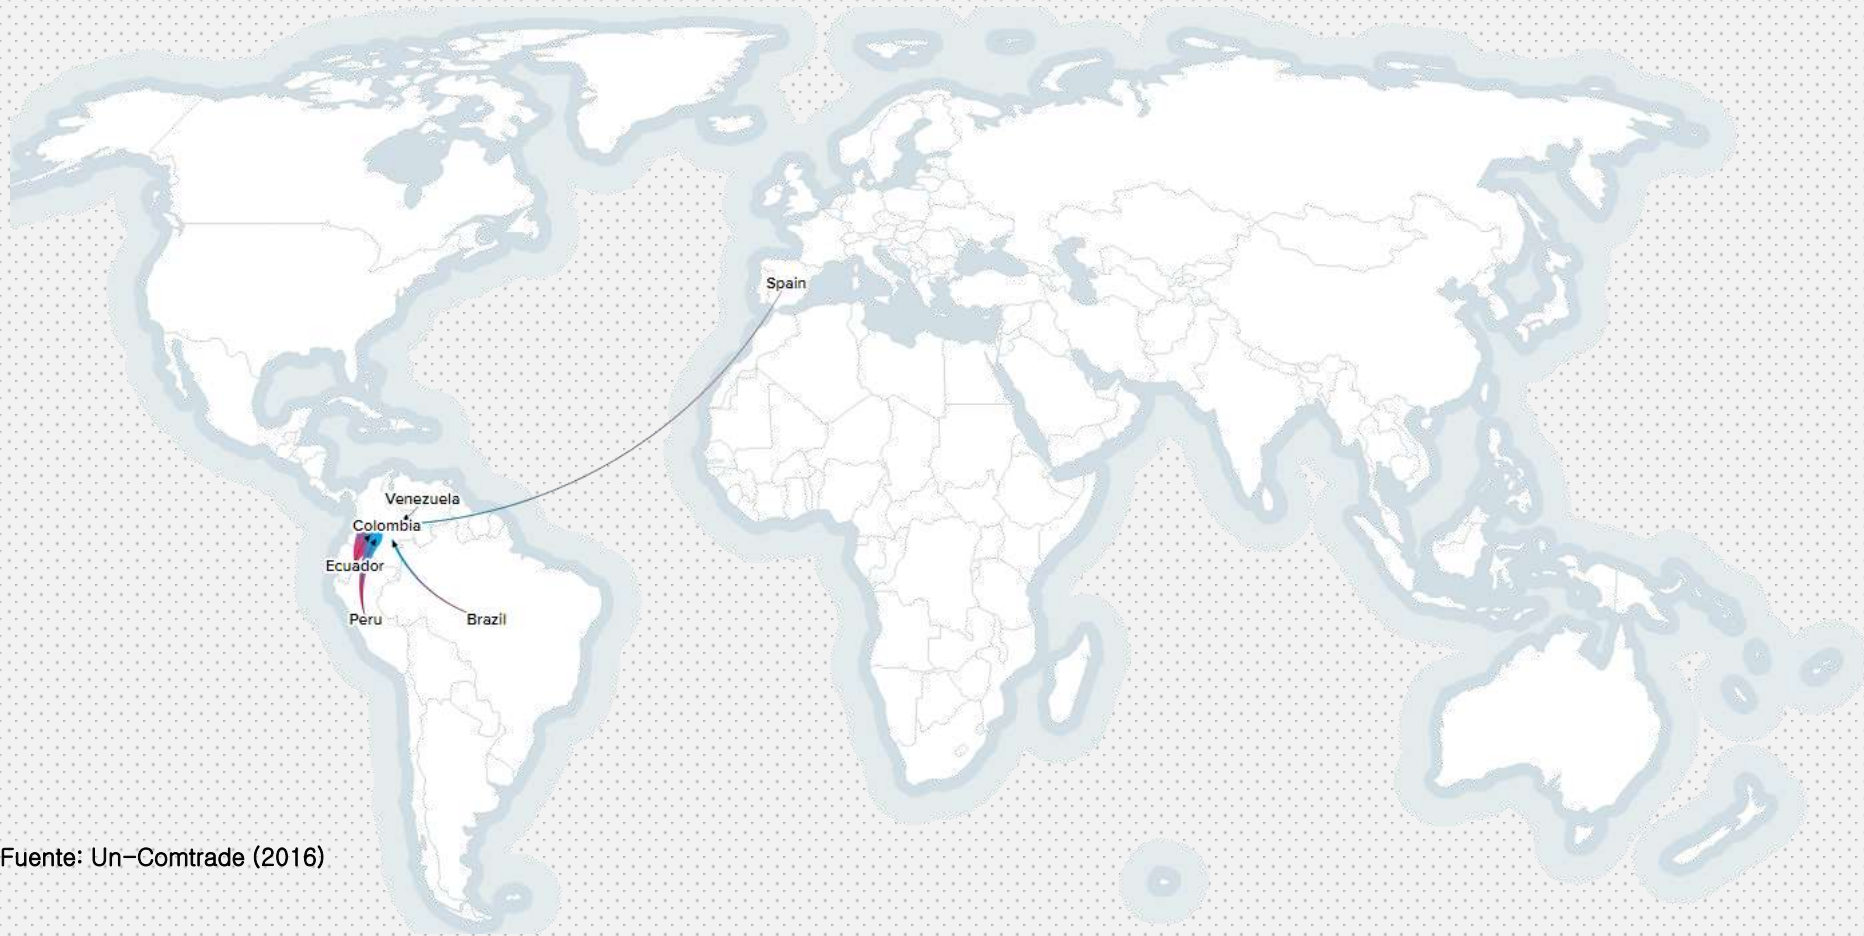 Spain
Venezuela
Colombia
Ecuador
Peru
Brazil
Fuente: Un-Comtrade (2016)